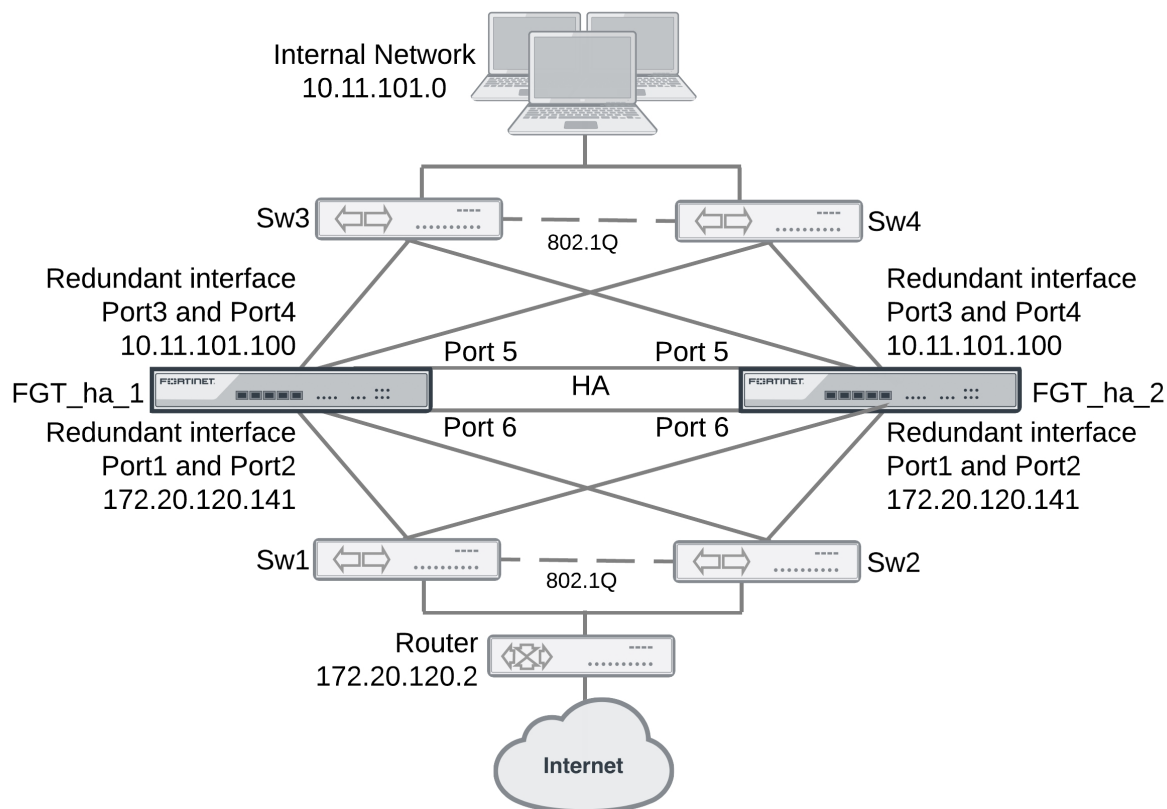 Internal Network
10.11.101.0
Sw3
802.1Q
Sw4
Redundant interface
Port3 and Port4
10.11.101.100
Redundant interface
Port3 and Port4
10.11.101.100
Port 5
Port 5
FGT_ha_1
FORTINET
HA
FORTINET
FGT_ha_2
Port 6
Port 6
Redundant interface
Port1 and Port2
172.20.120.141
Redundant interface
Port1 and Port2
172.20.120.141
Sw1
802.1Q
Sw2
Router
172.20.120.2
Internet